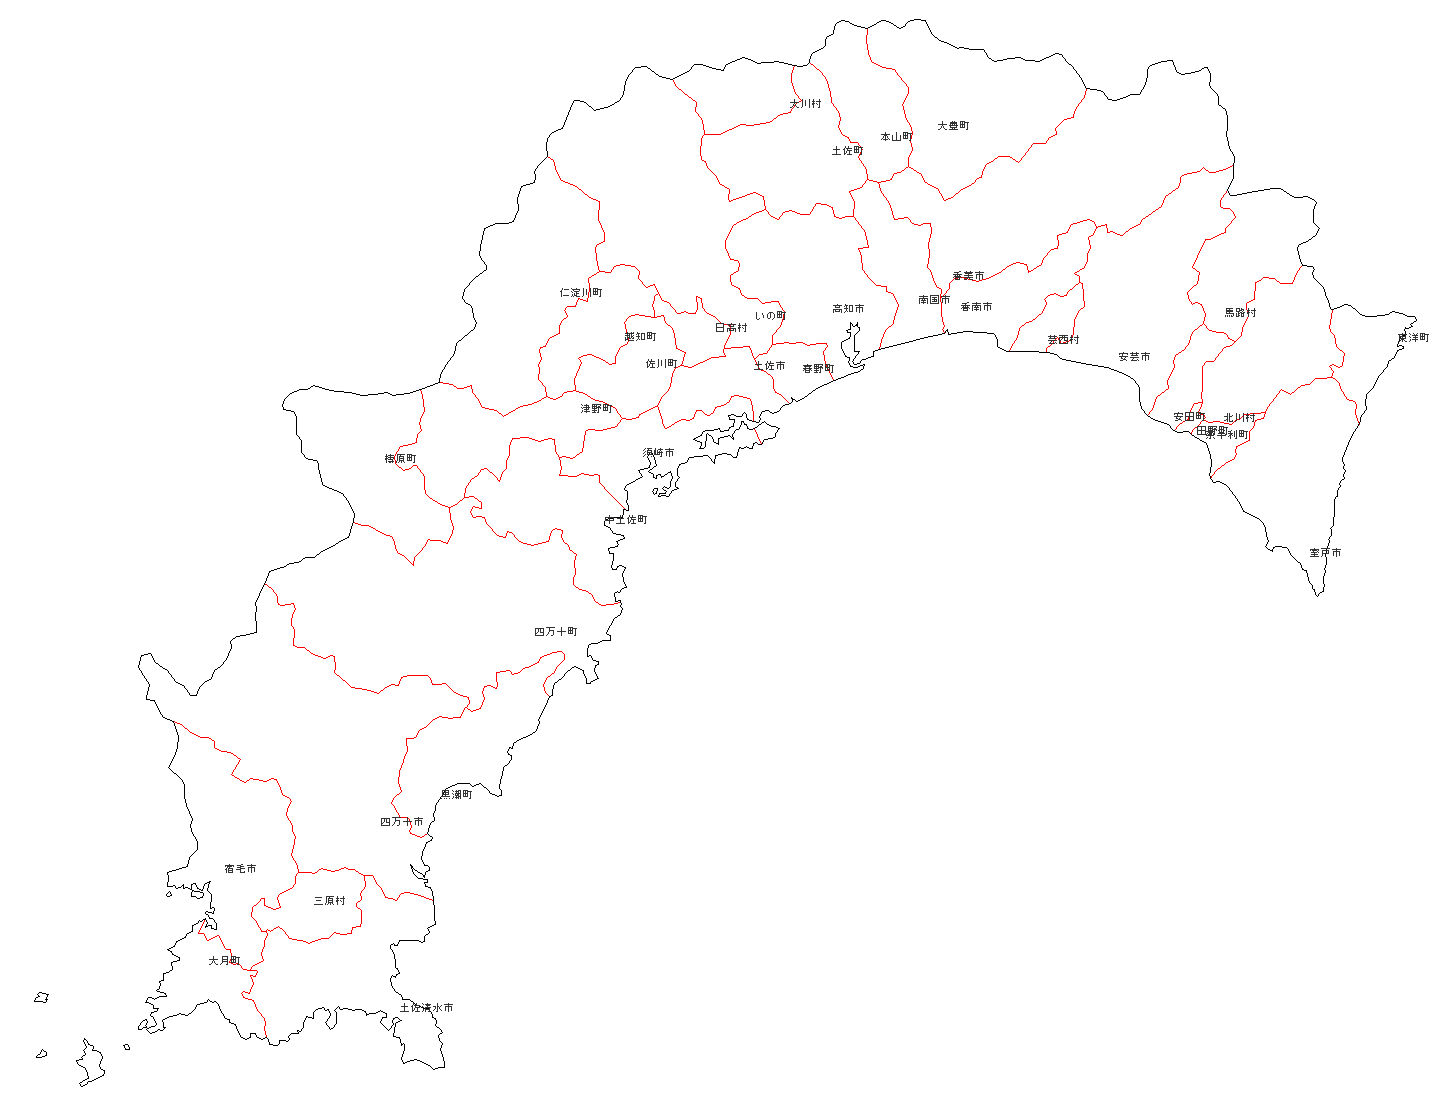 大川村
大豊町
本山町
土佐町
香美市
仁淀川町
南国市
香南市
高知市
馬路村
いの町
日高村
越知町
芸西村
東洋町
安芸市
佐川町
土佐市
春野町
津野町
安田町
北川村
田野町
奈半利町
須崎市
梼原町
中土佐町
室戸市
四万十町
黒潮町
四万十市
宿毛市
三原村
大月町
土佐清水市